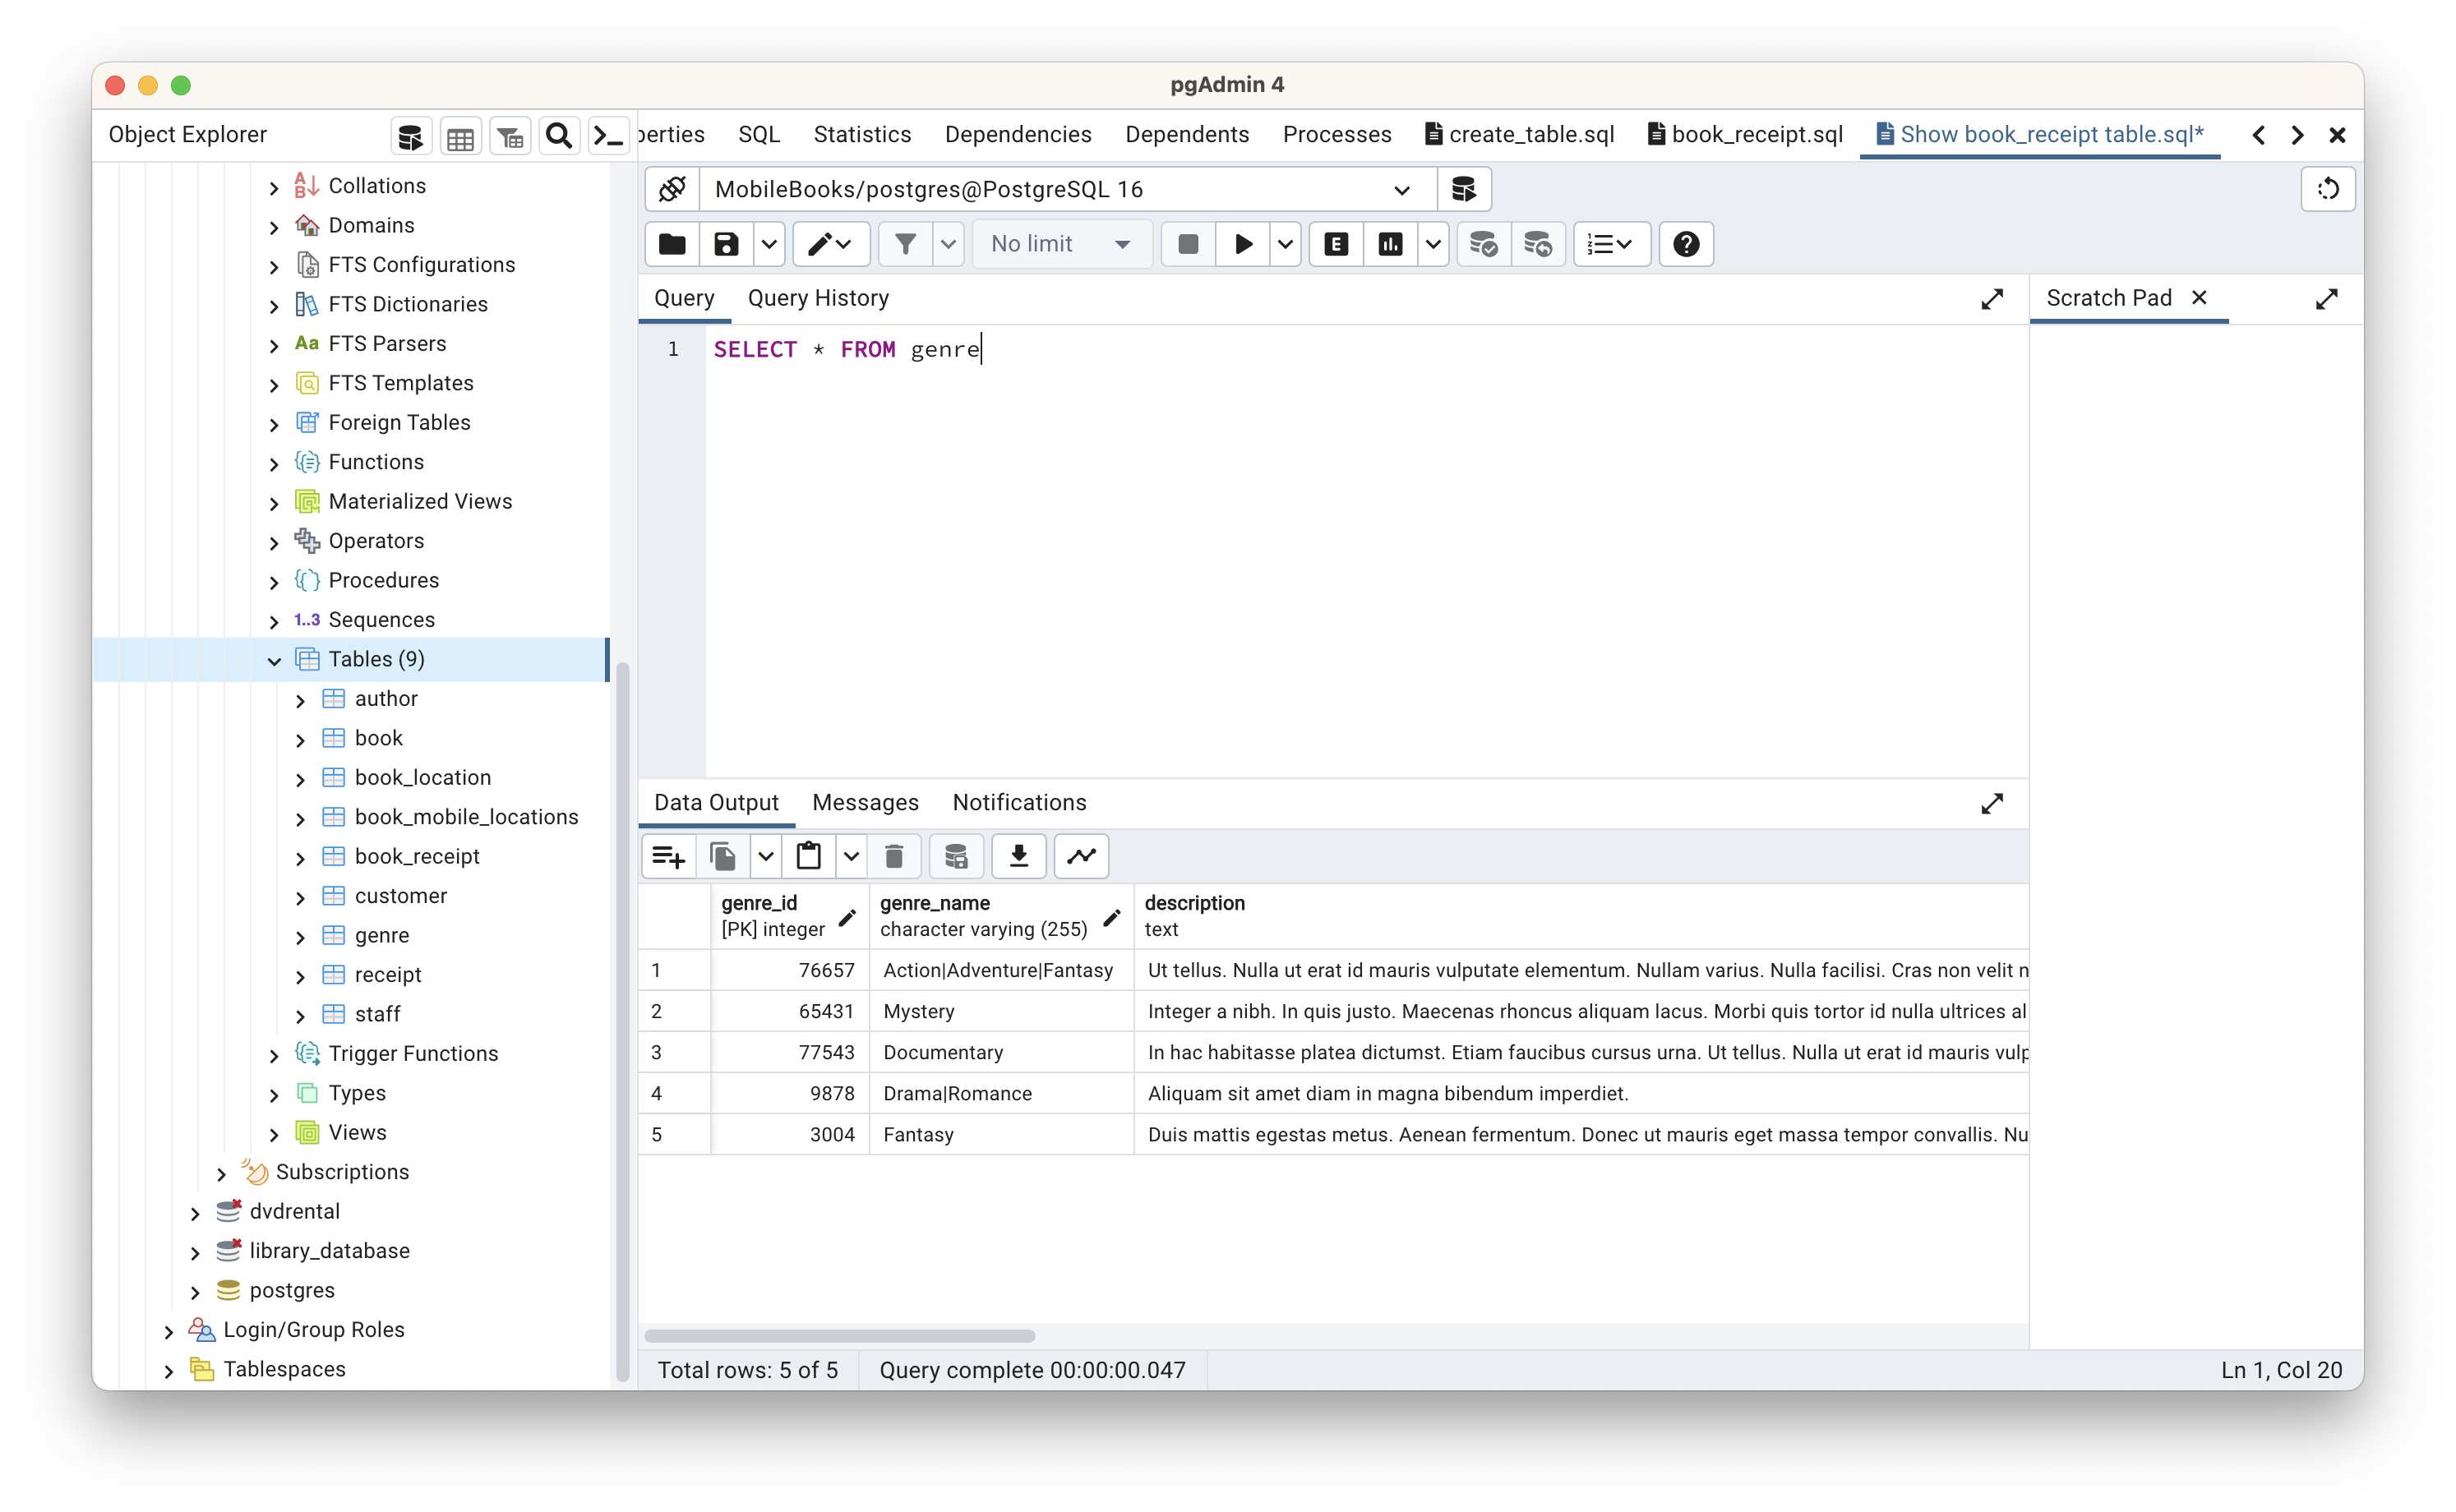 pgAdmin 4
Object Explorer
perties SQL Statistics Dependencies Dependents Processes create_table.sql book_receipt.sql Show book_receipt table.sql*
MobileBooks/postgres@PostgreSQL 16
No limit
Query Query History
Scratch Pad
1 SELECT * FROM genre
Collations
Domains
FTS Configurations
FTS Dictionaries
Aa FTS Parsers
FTS Templates
Foreign Tables
Functions
Materialized Views
Operators
Procedures
1..3 Sequences
Tables (9)
author
book
book_location
book_mobile_locations
book_receipt
customer
genre
receipt
staff
Trigger Functions
Types
Views
Subscriptions
dvdrental
library_database
postgres
Login/Group Roles
Tablespaces
Data Output Messages Notifications
genre_id genre_name description
[PK] integer character varying (255) text
1 76657 Action|Adventure|Fantasy Ut tellus. Nulla ut erat id mauris vulputate elementum. Nullam varius. Nulla facilisi. Cras non velit n
2 65431 Mystery Integer a nibh. In quis justo. Maecenas rhoncus aliquam lacus. Morbi quis tortor id nulla ultrices al
3 77543 Documentary In hac habitasse platea dictumst. Etiam faucibus cursus urna. Ut tellus. Nulla ut erat id mauris vulp
4 9878 Drama|Romance Aliquam sit amet diam in magna bibendum imperdiet.
5 3004 Fantasy Duis mattis egestas metus. Aenean fermentum. Donec ut mauris eget massa tempor convallis. Nu
Total rows: 5 of 5 Query complete 00:00:00.047 Ln 1, Col 20